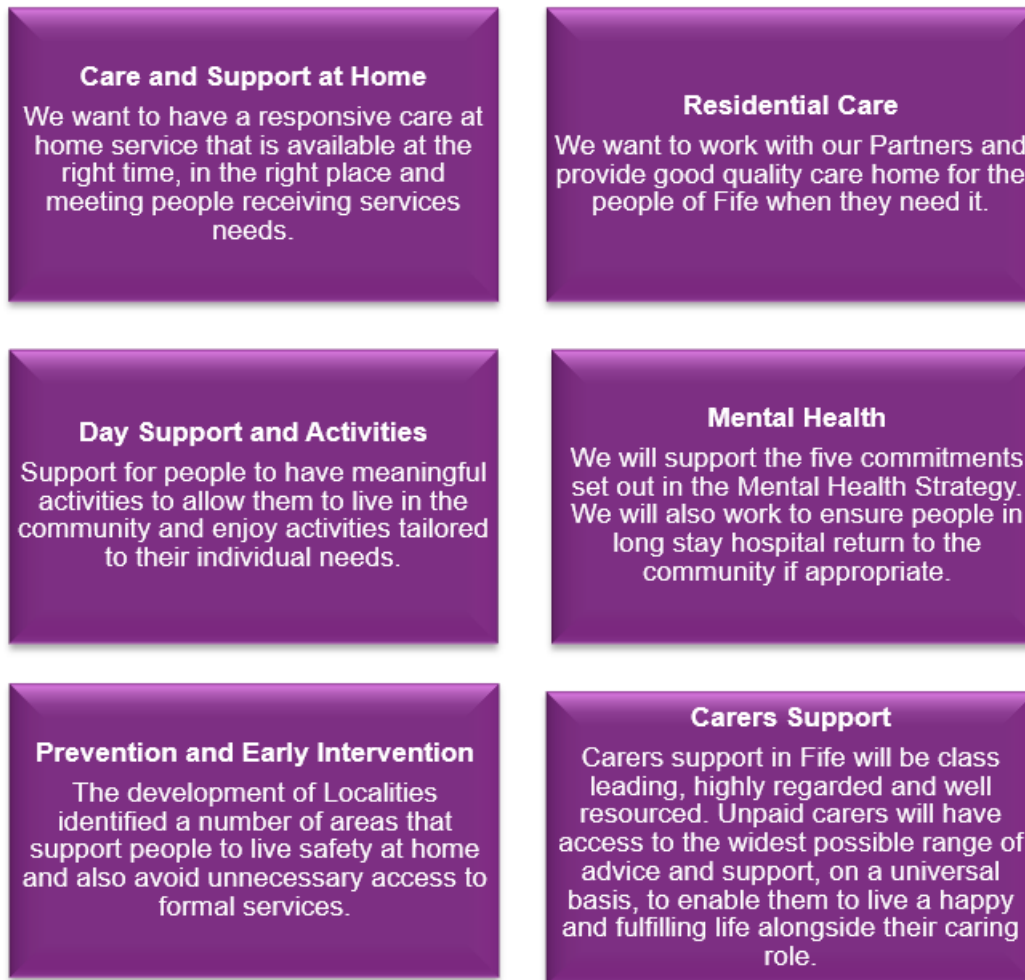 Care and Support at Home
We want to have a responsive care at
home service that is available at the
right time, in the right place and
meeting people receiving services
needs.
Residential Care
We want to work with our Partners and
provide good quality care home for the
people of Fife when they need it.
Day Support and Activities
Support for people to have meaningful
activities to allow them to live in the
community and enjoy activities tailored
to their individual needs.
Mental Health
We will support the five commitments
set out in the Mental Health Strategy.
We will also work to ensure people in
long stay hospital return to the
community if appropriate.
Prevention and Early Intervention
The development of Localities
identified a number of areas that
support people to live safety at home
and also avoid unnecessary access to
formal services.
Carers Support
Carers support in Fife will be class
leading, highly regarded and well
resourced. Unpaid carers will have
access to the widest possible range of
advice and support, on a universal
basis, to enable them to live a happy
and fulfilling life alongside their caring
role.